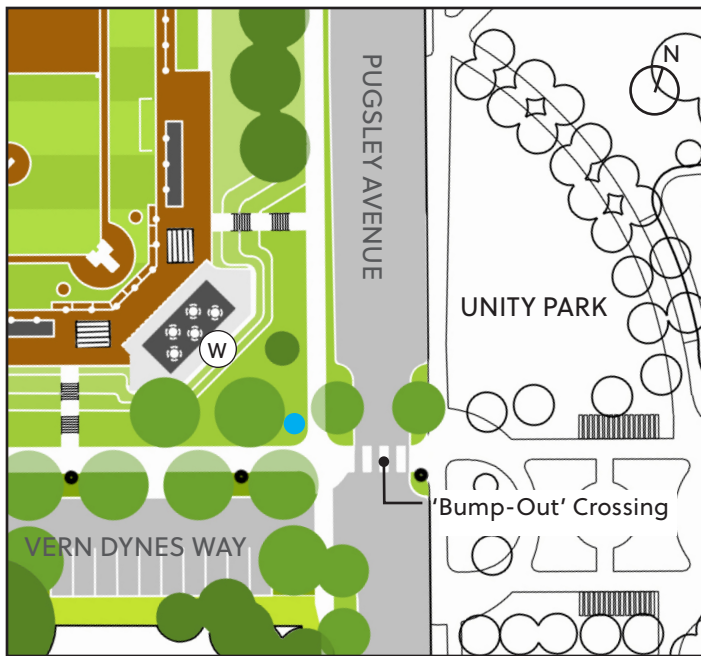 N
PUGSLEY AVENUE
UNITY PARK
W
'Bump-Out' Crossing
VERN DYNES WAY